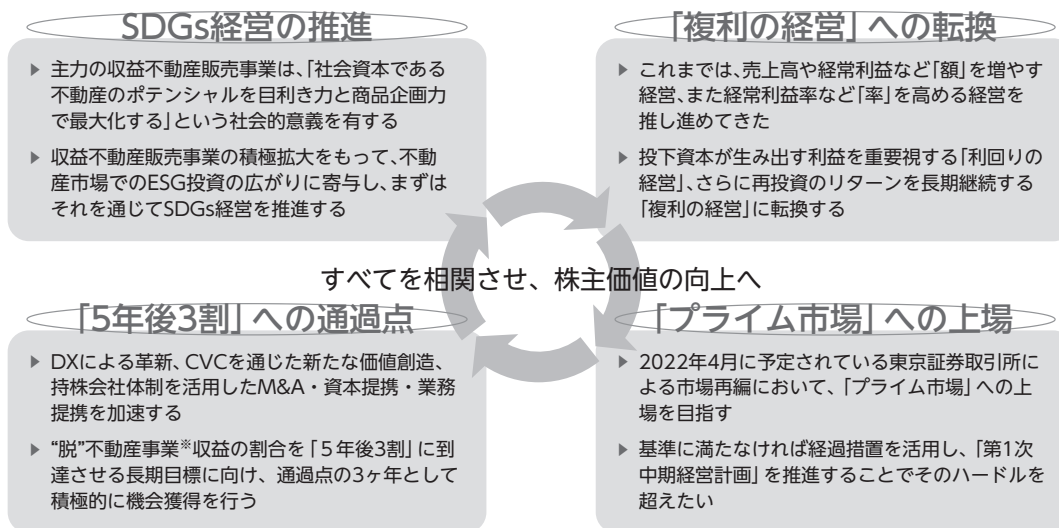 SDGs経営の推進
▶ 主力の収益不動産販売事業は、「社会資本である
不動産のポテンシャルを目利き力と商品企画力
で最大化する」という社会的意義を有する
▶ 収益不動産販売事業の積極拡大をもって、不動
産市場でのESG投資の広がりに寄与し、まずは
それを通じてSDGs経営を推進する
「複利の経営」への転換
▶ これまでは、売上高や経常利益など「額」を増やす
経営、また経常利益率など「率」を高める経営を
推し進めてきた
▶ 投下資本が生み出す利益を重要視する「利回りの
経営」、さらに再投資のリターンを長期継続する
「複利の経営」に転換する
すべてを相関させ、株主価値の向上へ
「5年後3割」への通過点
▶ DXによる革新、CVCを通じた新たな価値創造、
持株会社体制を活用したM&A・資本提携・業務
提携を加速する
▶ “脱”不動産事業※収益の割合を「5年後3割」に到
達させる長期目標に向け、通過点の3ヶ年として
積極的に機会獲得を行う
「プライム市場」への上場
▶ 2022年4月に予定されている東京証券取引所に
よる市場再編において、「プライム市場」への上
場を目指す
▶ 基準に満たなければ経過措置を活用し、「第1次
中期経営計画」を推進することでそのハードルを
超えたい